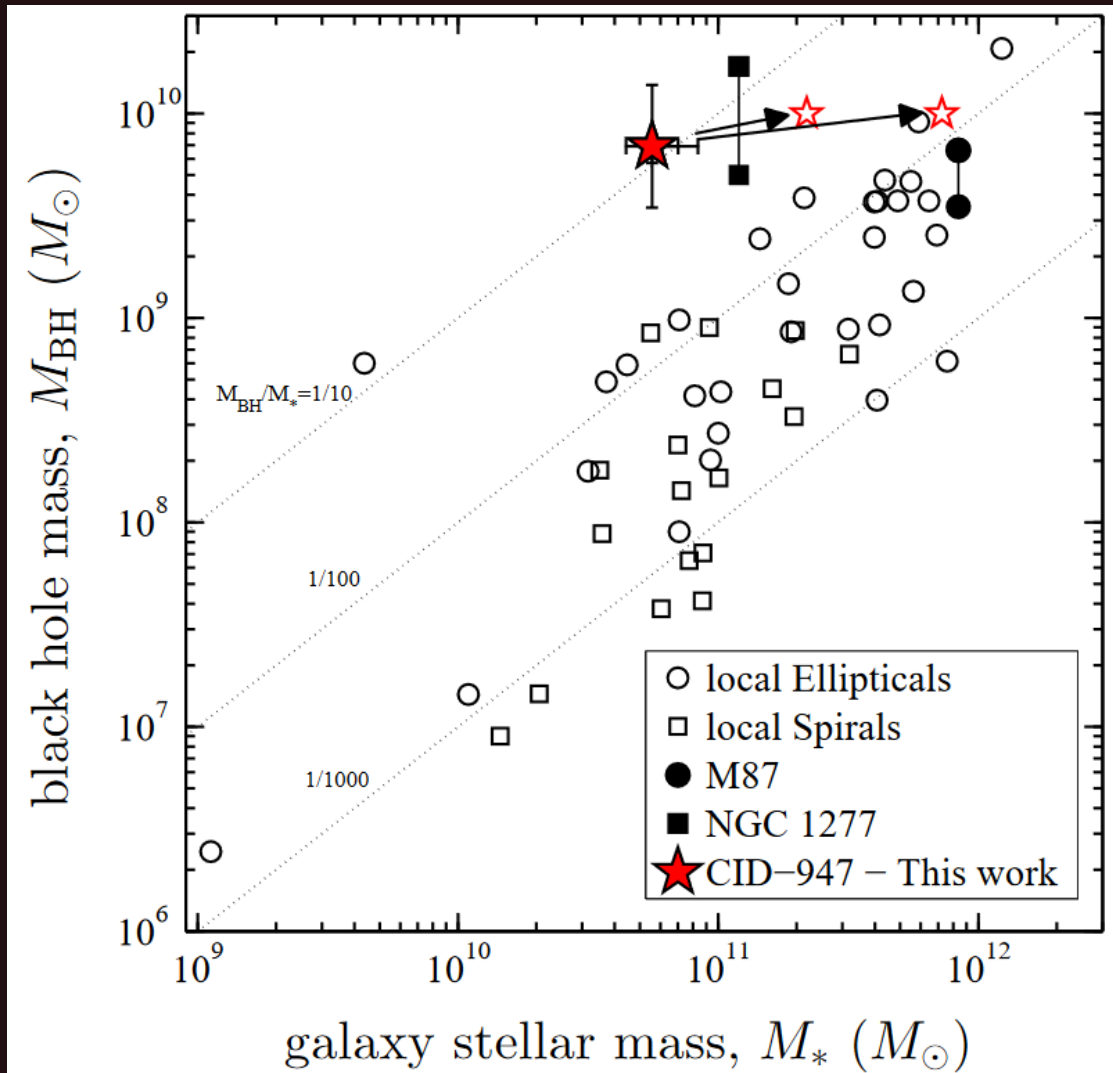 black hole mass, M_BH (M_⊙)
10^10
10^9
10^8
10^7
10^6
M_BH/M_*=1/10
1/100
1/1000
local Ellipticals
local Spirals
M87
NGC 1277
CID−947 − This work
10^9
10^10
10^11
10^12
galaxy stellar mass, M_* (M_⊙)